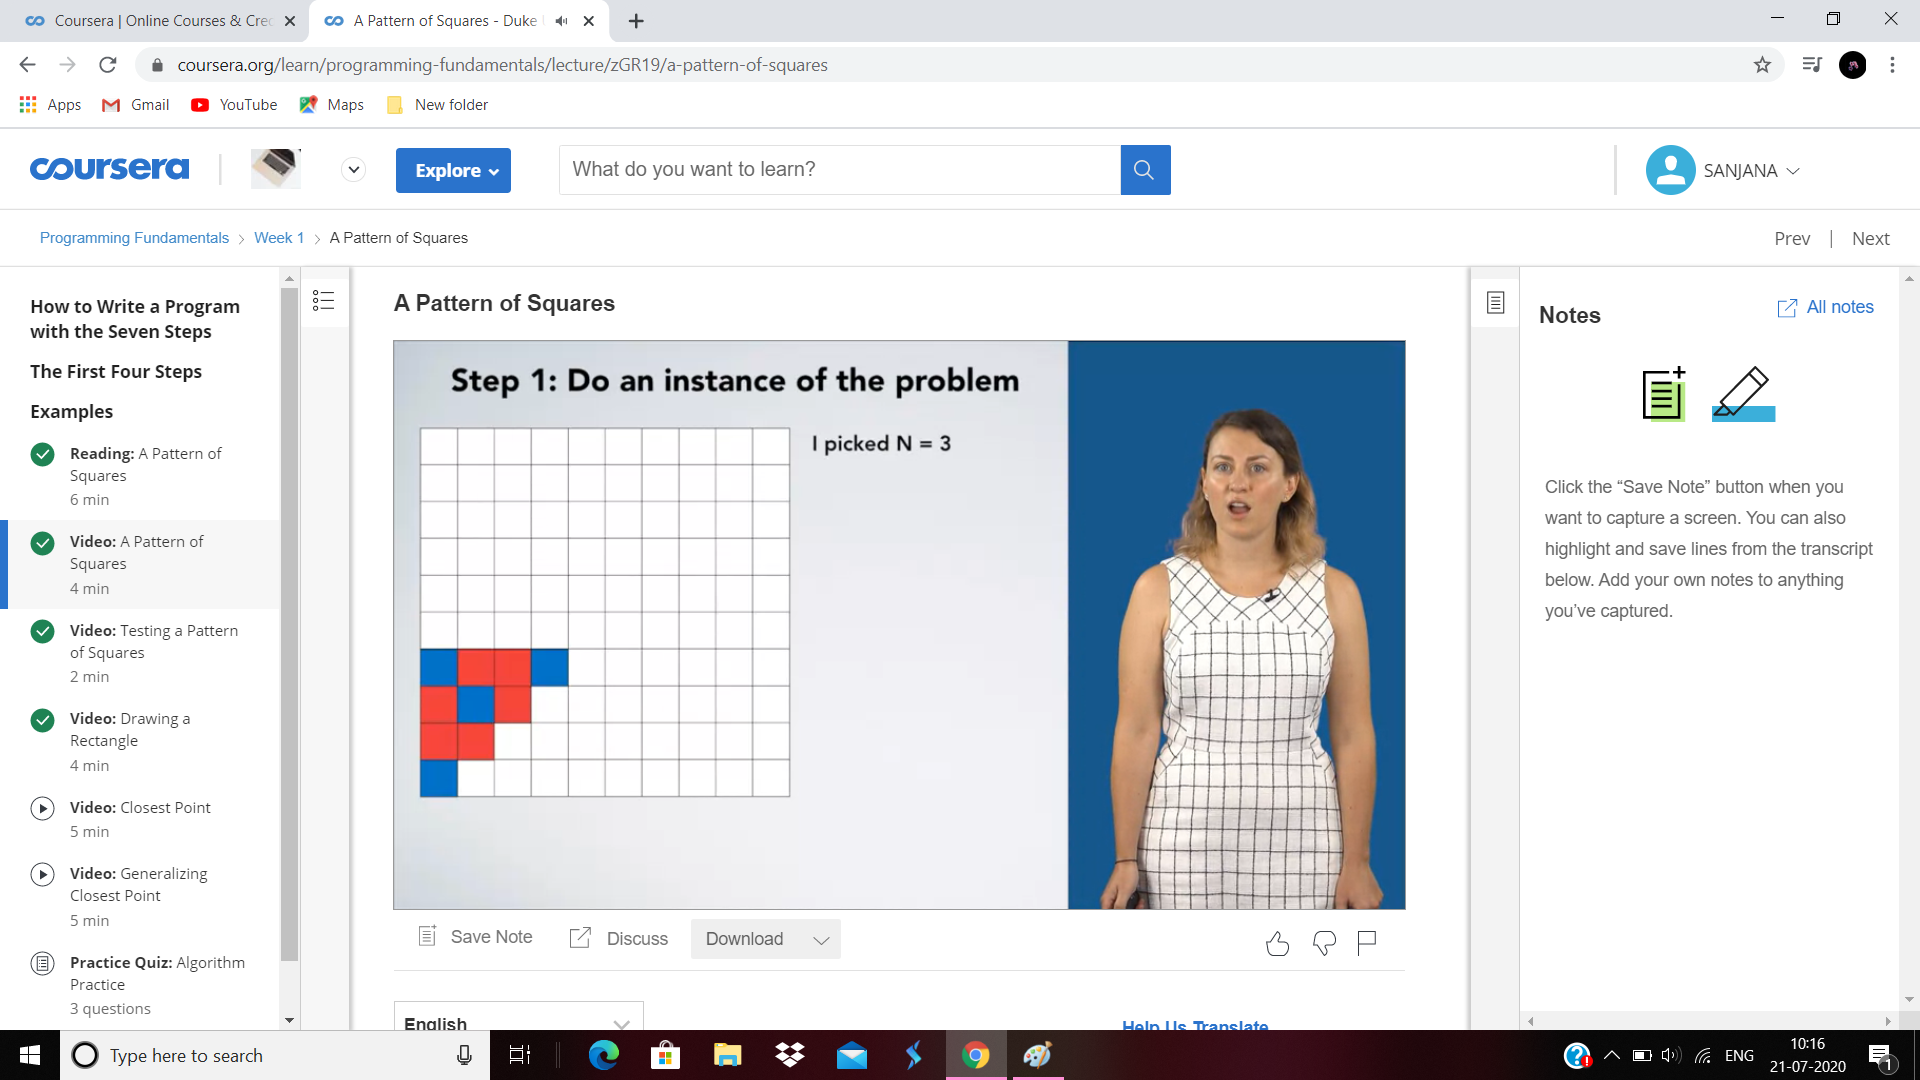 Coursera | Online Courses & Cred
A Pattern of Squares - Duke U
coursera.org/learn/programming-fundamentals/lecture/zGR19/a-pattern-of-squares
Apps
Gmail
YouTube
Maps
New folder
coursera
Explore
What do you want to learn?
SANJANA
Programming Fundamentals > Week 1 > A Pattern of Squares
Prev | Next
How to Write a Program
with the Seven Steps
The First Four Steps
Examples
Reading: A Pattern of
Squares
6 min
Video: A Pattern of
Squares
4 min
Video: Testing a Pattern
of Squares
2 min
Video: Drawing a
Rectangle
4 min
Video: Closest Point
5 min
Video: Generalizing
Closest Point
5 min
Practice Quiz: Algorithm
Practice
3 questions
A Pattern of Squares
Step 1: Do an instance of the problem
I picked N = 3
Save Note
Discuss
Download
English
Help Us Translate
Notes
All notes
Click the “Save Note” button when you
want to capture a screen. You can also
highlight and save lines from the transcript
below. Add your own notes to anything
you’ve captured.
Type here to search
ENG
10:16
21-07-2020
1